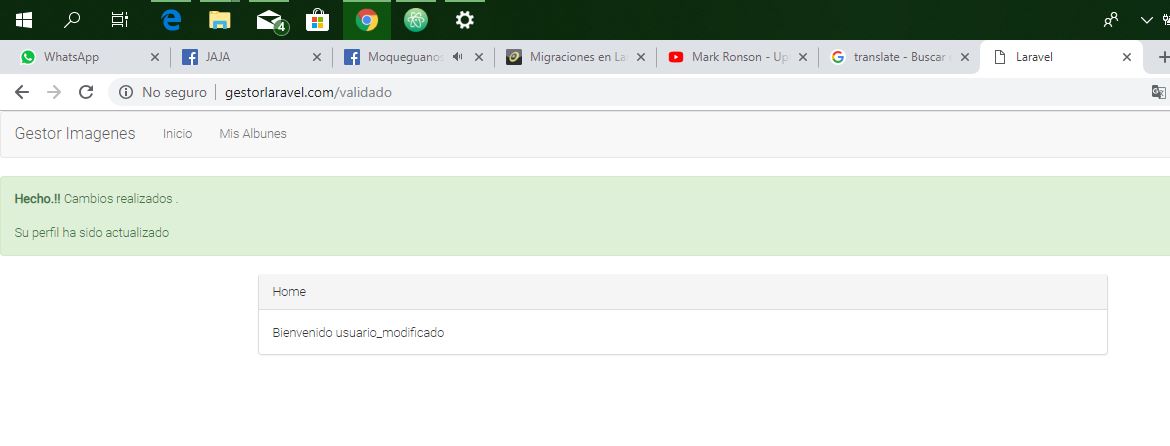 4
WhatsApp
JAJA
Moqueguanos
Migraciones en La
Mark Ronson - Up
translate - Buscar
Laravel
No seguro gestorlaravel.com/validado
Gestor Imagenes Inicio Mis Albunes
Hecho.!! Cambios realizados .
Su perfil ha sido actualizado
Home
Bienvenido usuario_modificado